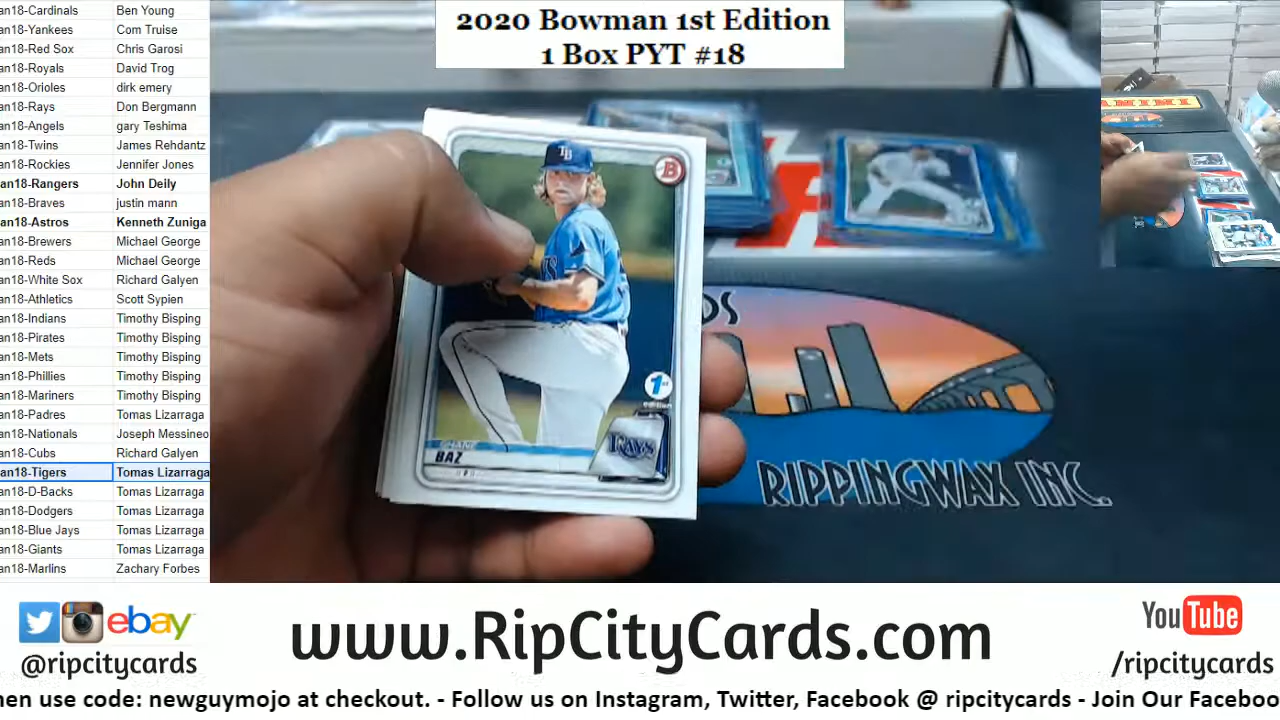 2020 Bowman 1st Edition
1 Box PYT #18
an18-Cardinals Ben Young
an18-Yankees Com Truise
an18-Red Sox Chris Garosi
an18-Royals David Trog
an18-Orioles dirk emery
an18-Rays Don Bergmann
an18-Angels gary Teshima
an18-Twins James Rehdantz
an18-Rockies Jennifer Jones
an18-Rangers John Deily
an18-Braves justin mann
an18-Astros Kenneth Zuniga
an18-Brewers Michael George
an18-Reds Michael George
an18-White Sox Richard Galyen
an18-Athletics Scott Sypien
an18-Indians Timothy Bisping
an18-Pirates Timothy Bisping
an18-Mets Timothy Bisping
an18-Phillies Timothy Bisping
an18-Mariners Timothy Bisping
an18-Padres Tomas Lizarraga
an18-Nationals Joseph Messineo
an18-Cubs Richard Galyen
an18-Tigers Tomas Lizarraga
an18-D-Backs Tomas Lizarraga
an18-Dodgers Tomas Lizarraga
an18-Blue Jays Tomas Lizarraga
an18-Giants Tomas Lizarraga
an18-Marlins Zachary Forbes
TB
B
1st
edition
SHANE
BAZ
RAYS
DS
RIPPINGWAX INC.
PANINI
ebay
@ripcitycards
www.RipCityCards.com
YouTube
/ripcitycards
hen use code: newguymojo at checkout. - Follow us on Instagram, Twitter, Facebook @ ripcitycards - Join Our Faceboo